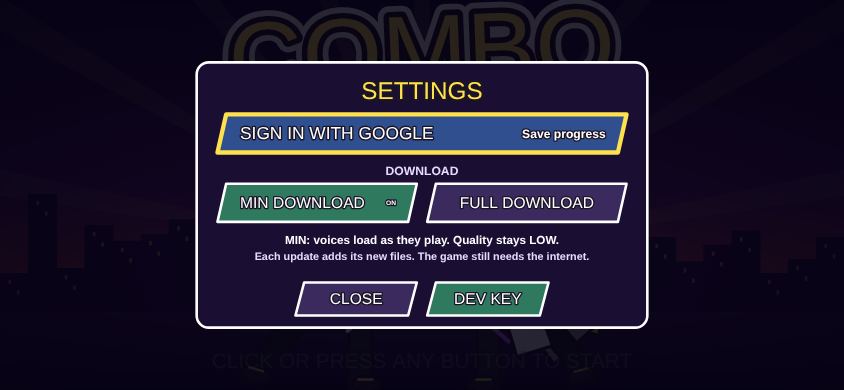 COMBO
SETTINGS
SIGN IN WITH GOOGLE Save progress
DOWNLOAD
MIN DOWNLOAD ON FULL DOWNLOAD
MIN: voices load as they play. Quality stays LOW.
Each update adds its new files. The game still needs the internet.
CLOSE DEV KEY
CLICK OR PRESS ANY BUTTON TO START